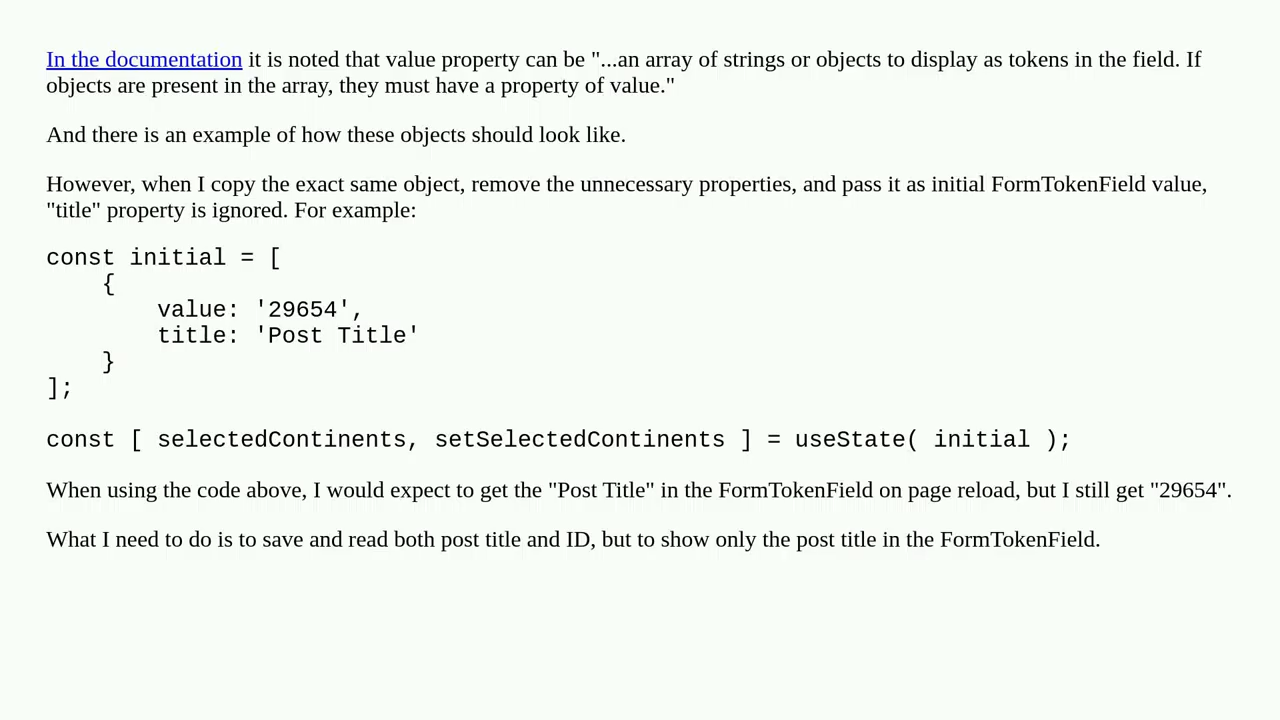 In the documentation it is noted that value property can be "...an array of strings or objects to display as tokens in the field. If
objects are present in the array, they must have a property of value."
And there is an example of how these objects should look like.
However, when I copy the exact same object, remove the unnecessary properties, and pass it as initial FormTokenField value,
"title" property is ignored. For example:
const initial = [
    {
        value: '29654',
        title: 'Post Title'
    }
];
const [ selectedContinents, setSelectedContinents ] = useState( initial );
When using the code above, I would expect to get the "Post Title" in the FormTokenField on page reload, but I still get "29654".
What I need to do is to save and read both post title and ID, but to show only the post title in the FormTokenField.